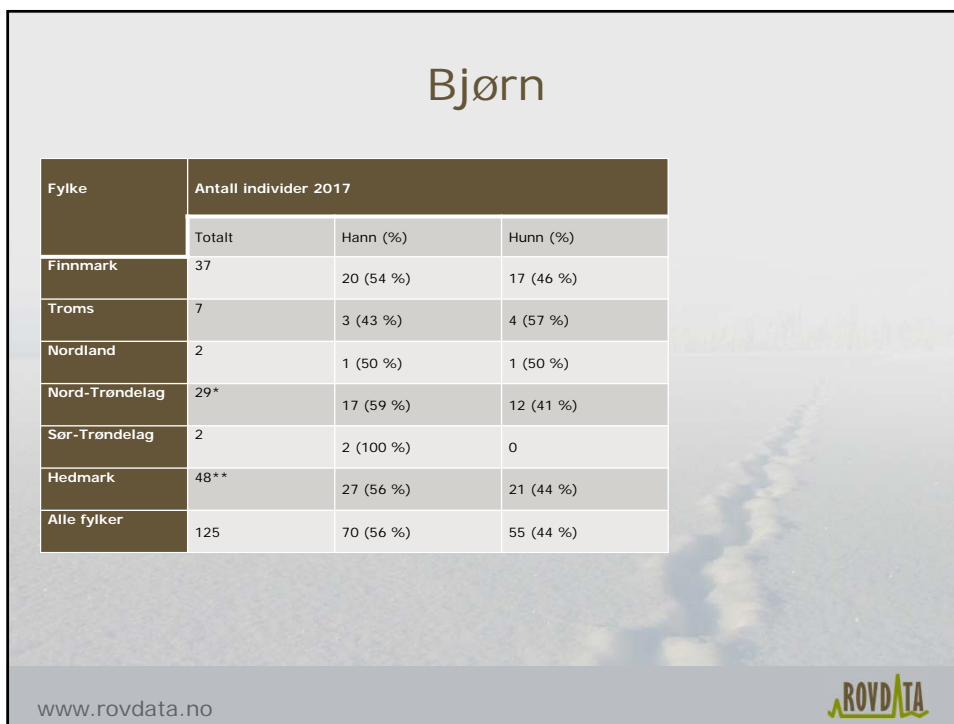 Bjørn
Fylke Antall individer 2017
Totalt Hann (%) Hunn (%)
Finnmark 37 20 (54 %) 17 (46 %)
Troms 7 3 (43 %) 4 (57 %)
Nordland 2 1 (50 %) 1 (50 %)
Nord-Trøndelag 29* 17 (59 %) 12 (41 %)
Sør-Trøndelag 2 2 (100 %) 0
Hedmark 48** 27 (56 %) 21 (44 %)
Alle fylker 125 70 (56 %) 55 (44 %)
www.rovdata.no ROVDATA